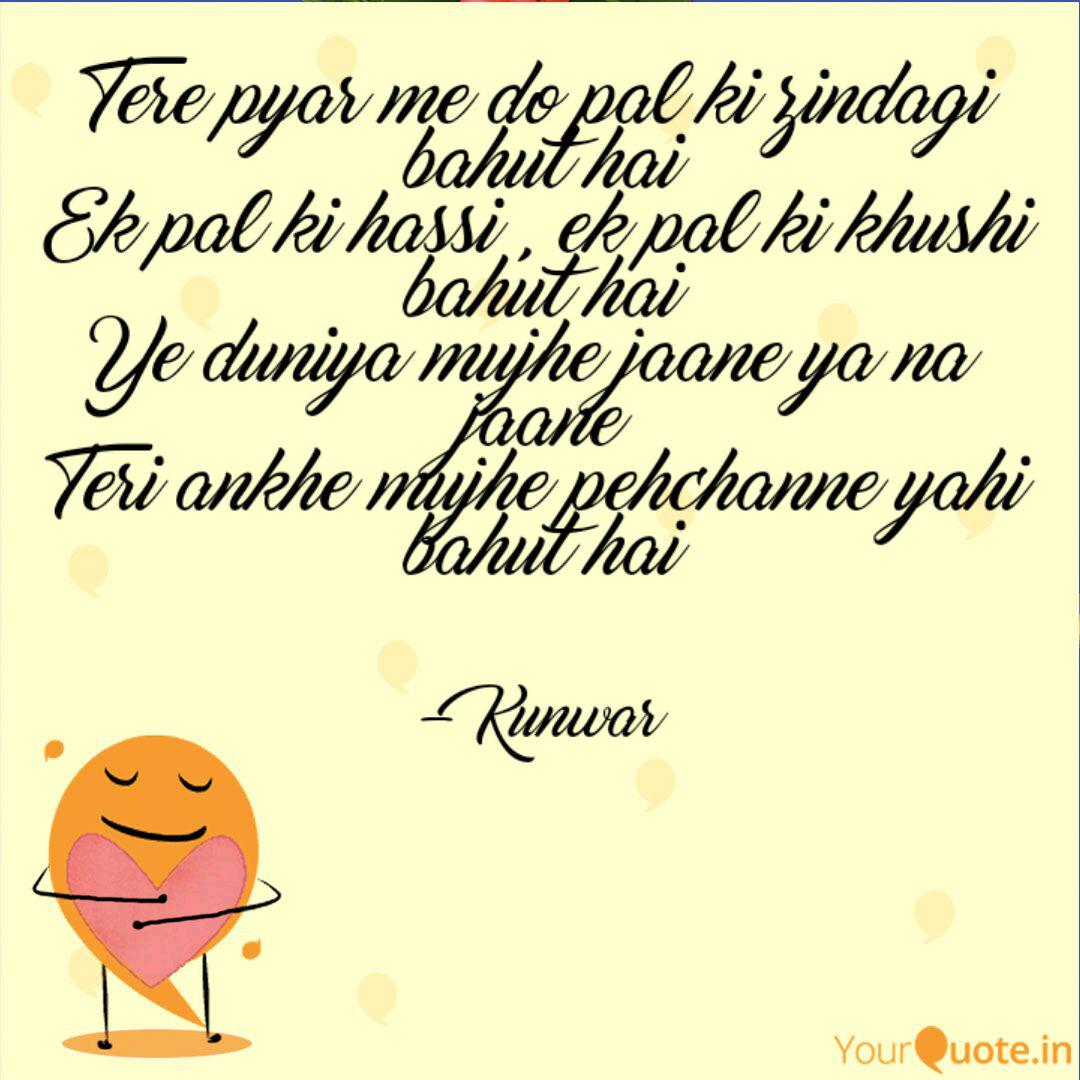 Tere pyar me do pal ki zindagi
bahut hai
Ek pal ki hassi , ek pal ki khushi
bahut hai
Ye duniya mujhe jaane ya na
jaane
Teri ankhe mujhe pehchanne yahi
bahut hai
-Kunwar
YourQuote.in